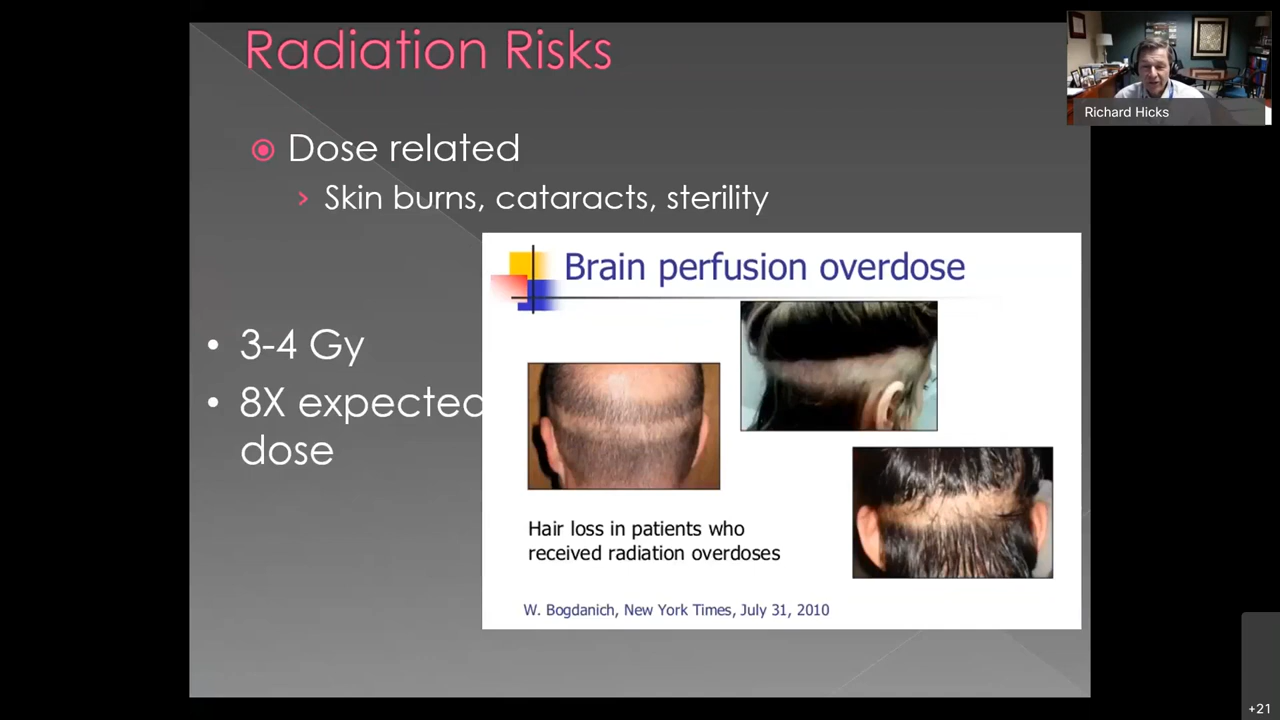 Radiation Risks
Dose related
Skin burns, cataracts, sterility
• 3-4 Gy
• 8X expected
dose
Brain perfusion overdose
Hair loss in patients who
received radiation overdoses
W. Bogdanich, New York Times, July 31, 2010
Richard Hicks
+21